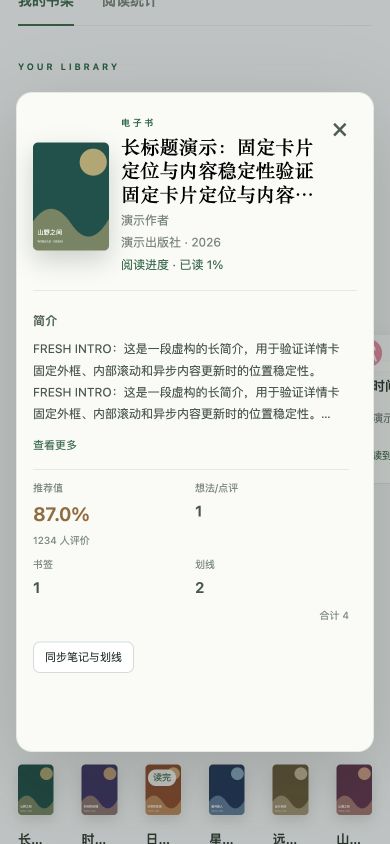 我的书架
阅读统计
YOUR LIBRARY
电子书
长标题演示：固定卡片
定位与内容稳定性验证
固定卡片定位与内容…
山野之间
演示作者
演示出版社 · 2026
阅读进度 · 已读 1%
简介
FRESH INTRO：这是一段虚构的长简介，用于验证详情卡
固定外框、内部滚动和异步内容更新时的位置稳定性。
FRESH INTRO：这是一段虚构的长简介，用于验证详情卡
固定外框、内部滚动和异步内容更新时的位置稳定性。...
查看更多
推荐值
87.0%
1234 人评价
想法/点评
1
书签
1
划线
2
合计 4
同步笔记与划线
时间
演示
读到
读完
长...
时...
日...
星...
远...
山...